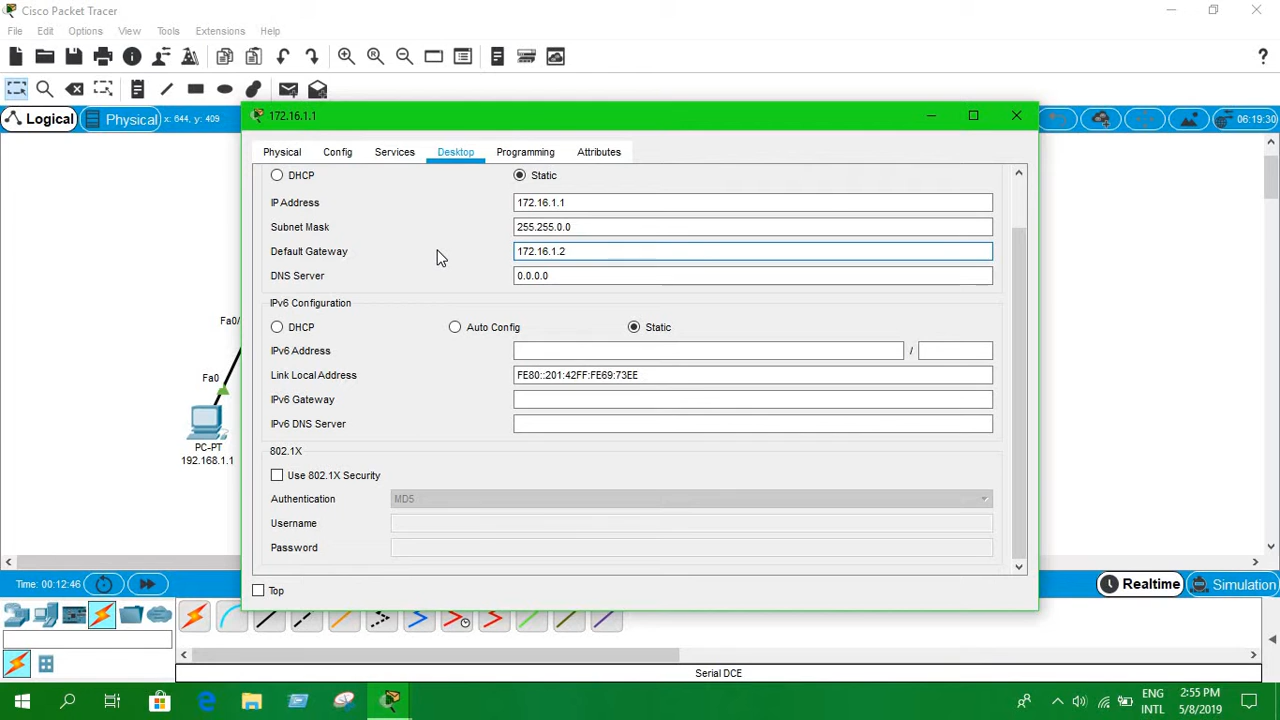 Cisco Packet Tracer
File Edit Options View Tools Extensions Help
?
Logical
Physical
x: 644, y: 409
06:19:30
172.16.1.1
Physical Config Services Desktop Programming Attributes
DHCP Static
IP Address 172.16.1.1
Subnet Mask 255.255.0.0
Default Gateway 172.16.1.2
DNS Server 0.0.0.0
IPv6 Configuration
DHCP Auto Config Static
IPv6 Address /
Link Local Address FE80::201:42FF:FE69:73EE
IPv6 Gateway
IPv6 DNS Server
802.1X
Use 802.1X Security
Authentication MD5
Username
Password
Top
Fa0/
Fa0
PC-PT
192.168.1.1
Time: 00:12:46
Realtime
Simulation
Serial DCE
ENG
INTL
2:55 PM
5/8/2019